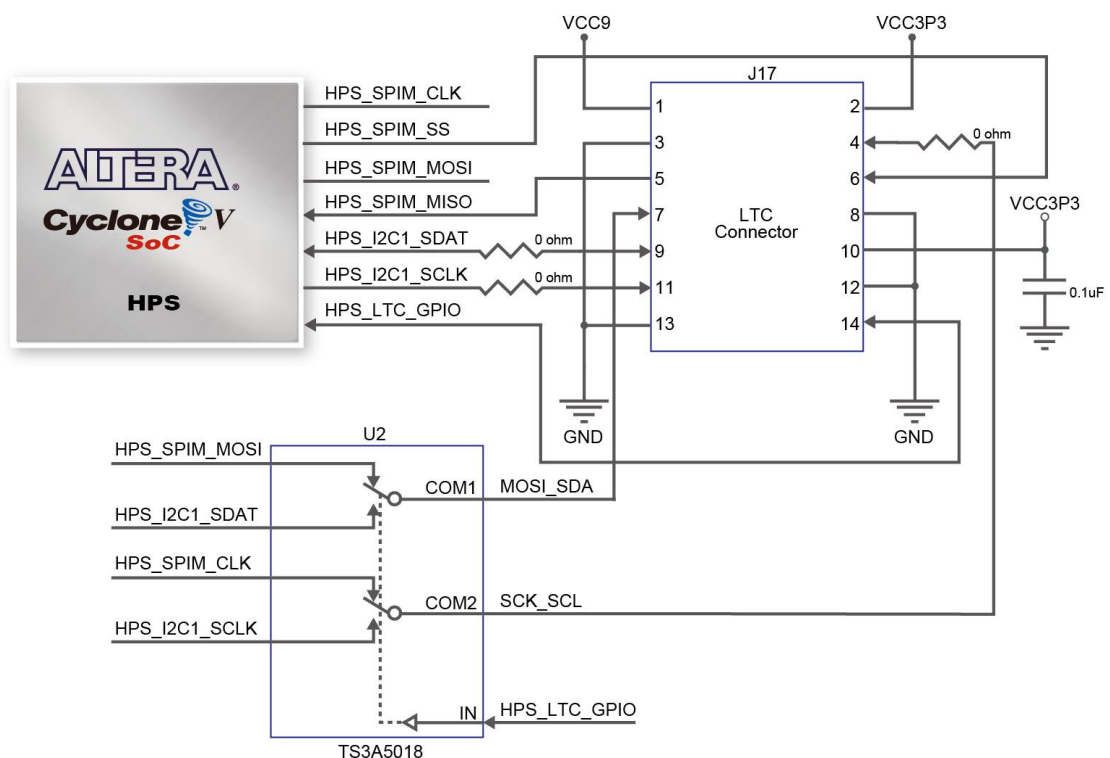 VCC9
VCC3P3
J17
HPS_SPIM_CLK
1
2
HPS_SPIM_SS
3
4
0 ohm
HPS_SPIM_MOSI
5
6
HPS_SPIM_MISO
ALTERA®
Cyclone™ V
SoC
HPS
7
LTC
Connector
8
VCC3P3
HPS_I2C1_SDAT
0 ohm
9
10
HPS_I2C1_SCLK
0 ohm
11
12
0.1uF
HPS_LTC_GPIO
13
14
GND
GND
U2
HPS_SPIM_MOSI
COM1
MOSI_SDA
HPS_I2C1_SDAT
HPS_SPIM_CLK
COM2
SCK_SCL
HPS_I2C1_SCLK
IN
HPS_LTC_GPIO
TS3A5018